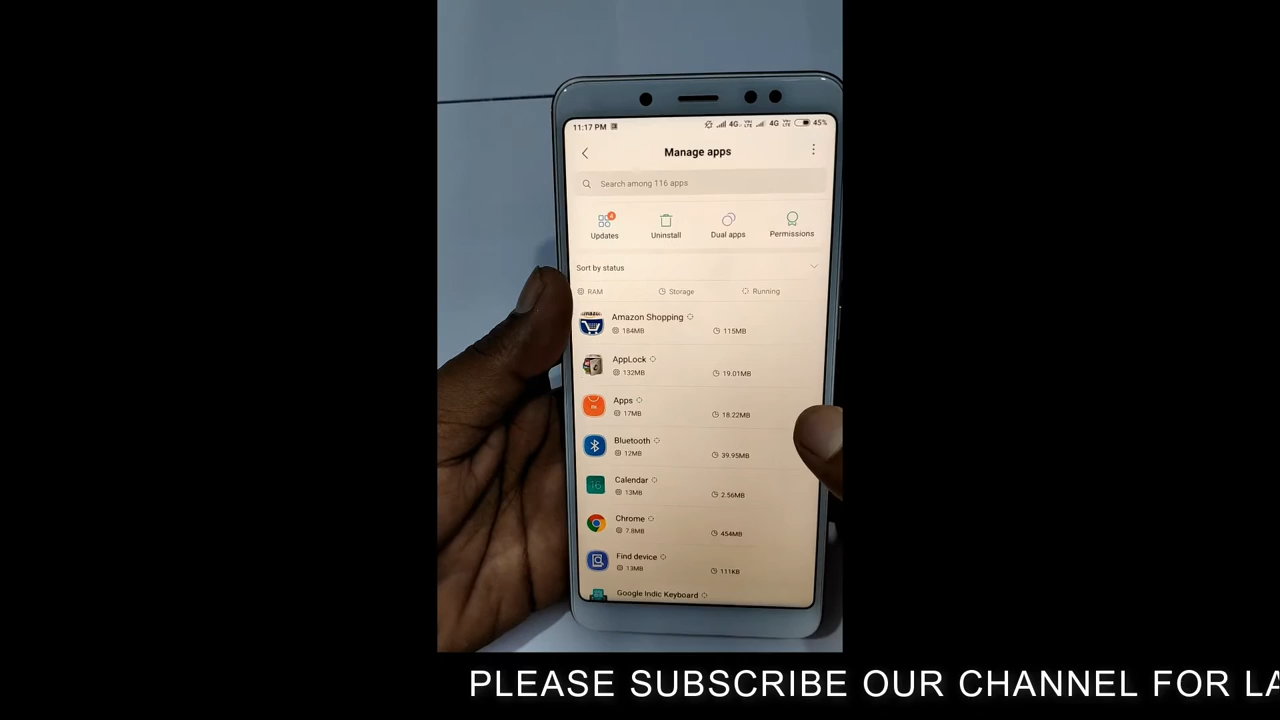 11:17 PM 4G VoLTE 4G VoLTE 45%
Manage apps
Search among 116 apps
4
Updates Uninstall Dual apps Permissions
Sort by status
RAM Storage Running
Amazon Shopping
184MB 115MB
AppLock
132MB 19.01MB
Apps
17MB 18.22MB
Bluetooth
12MB 39.95MB
Calendar
13MB 2.56MB
Chrome
7.8MB 454MB
Find device
13MB 111KB
Google Indic Keyboard
PLEASE SUBSCRIBE OUR CHANNEL FOR LA